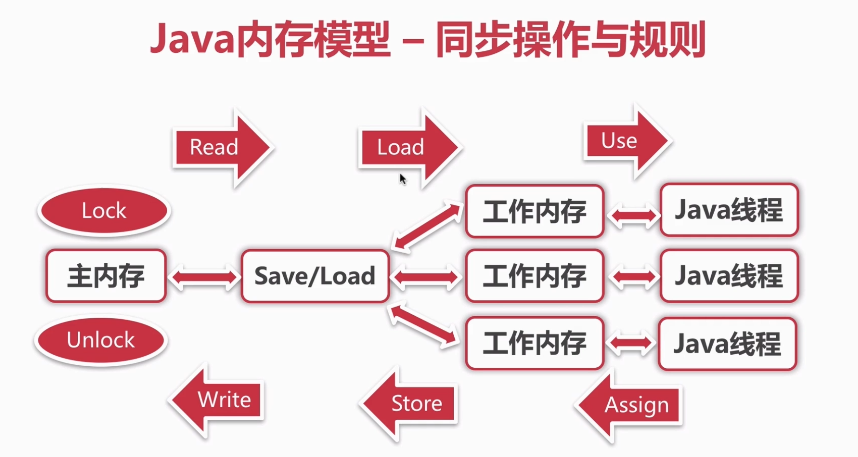 Java内存模型 – 同步操作与规则
Read
Load
Use
Lock
工作内存
Java线程
主内存
Save/Load
工作内存
Java线程
Unlock
工作内存
Java线程
Write
Store
Assign